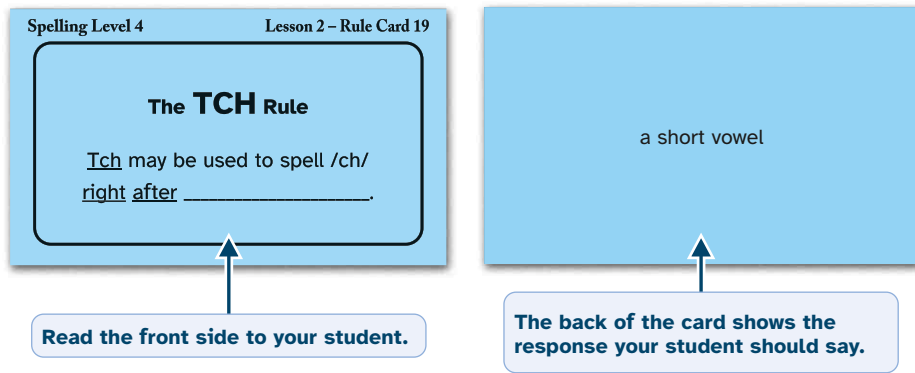 Spelling Level 4
Lesson 2 – Rule Card 19
The TCH Rule
Tch may be used to spell /ch/
right after ______________________.
Read the front side to your student.
a short vowel
The back of the card shows the
response your student should say.